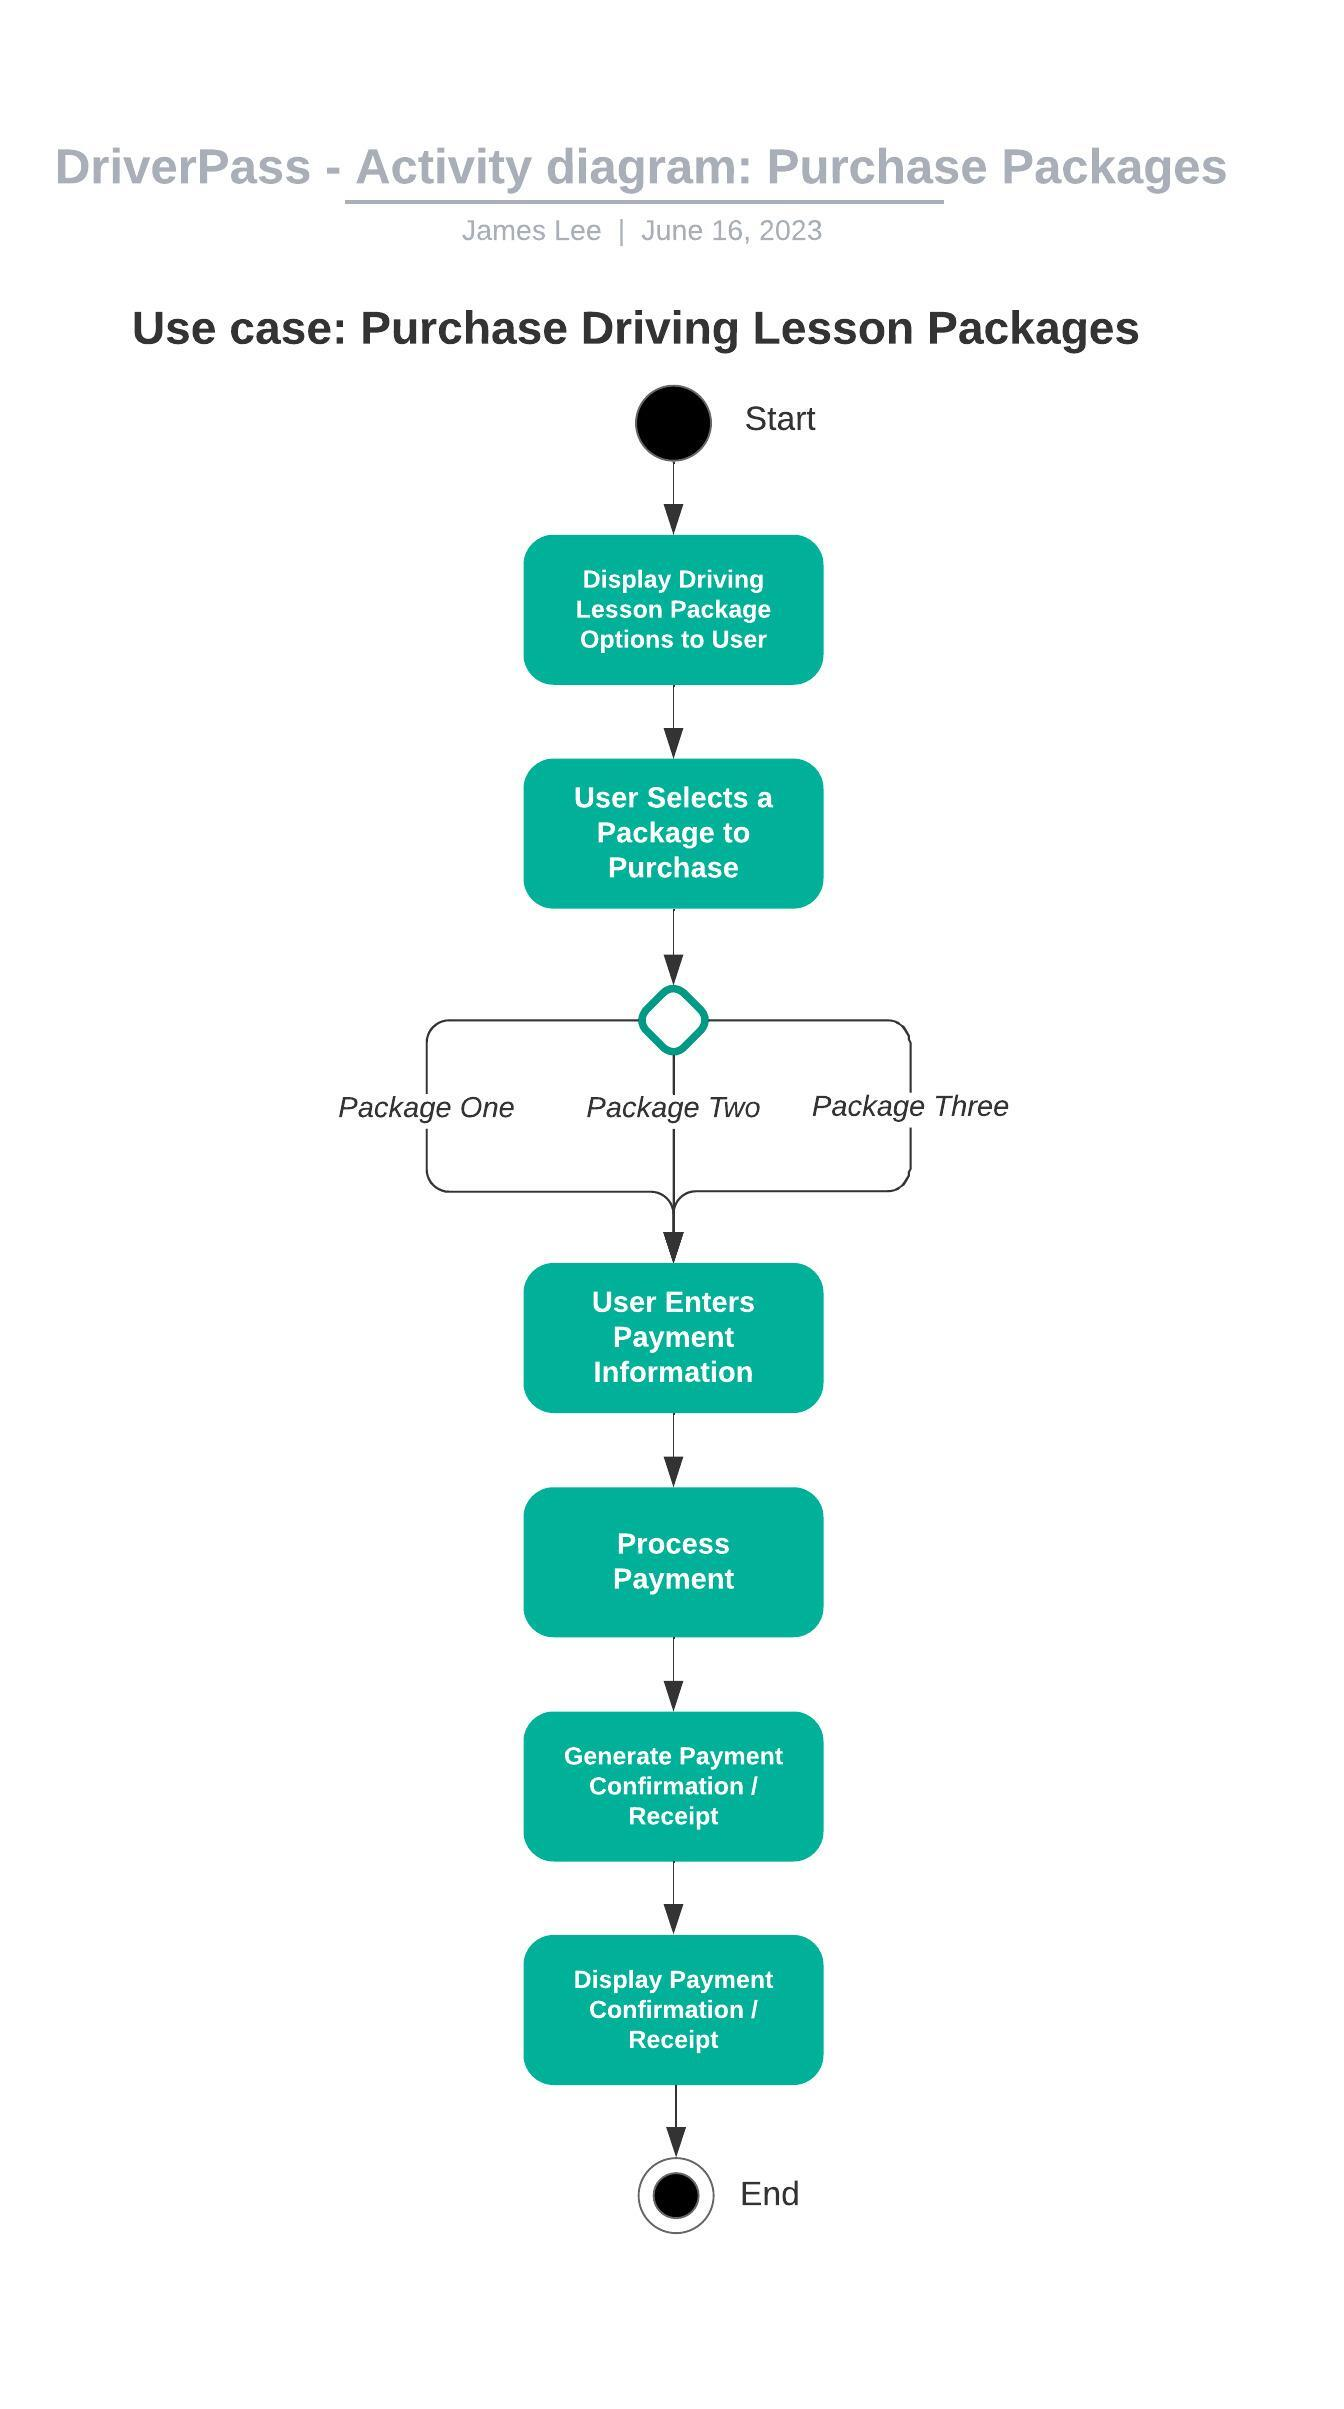 DriverPass - Activity diagram: Purchase Packages
James Lee | June 16, 2023
Use case: Purchase Driving Lesson Packages
Start
Display Driving
Lesson Package
Options to User
User Selects a
Package to
Purchase
Package One
Package Two
Package Three
User Enters
Payment
Information
Process
Payment
Generate Payment
Confirmation /
Receipt
Display Payment
Confirmation /
Receipt
End